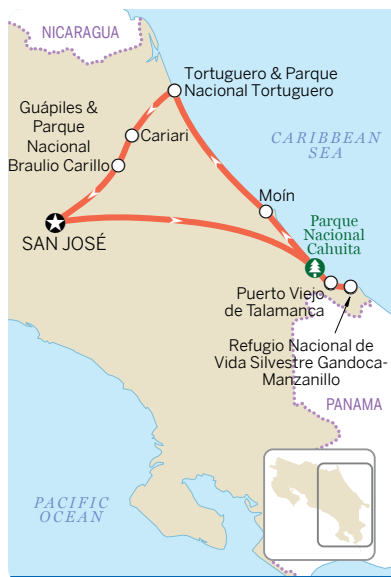 NICARAGUA
Tortuguero & Parque
Nacional Tortuguero
Guápiles &
Parque
Nacional
Braulio Carillo
Cariari
CARIBBEAN
SEA
Moín
SAN JOSÉ
Parque
Nacional
Cahuita
Puerto Viejo
de Talamanca
Refugio Nacional de
Vida Silvestre Gandoca-
Manzanillo
PANAMA
PACIFIC
OCEAN